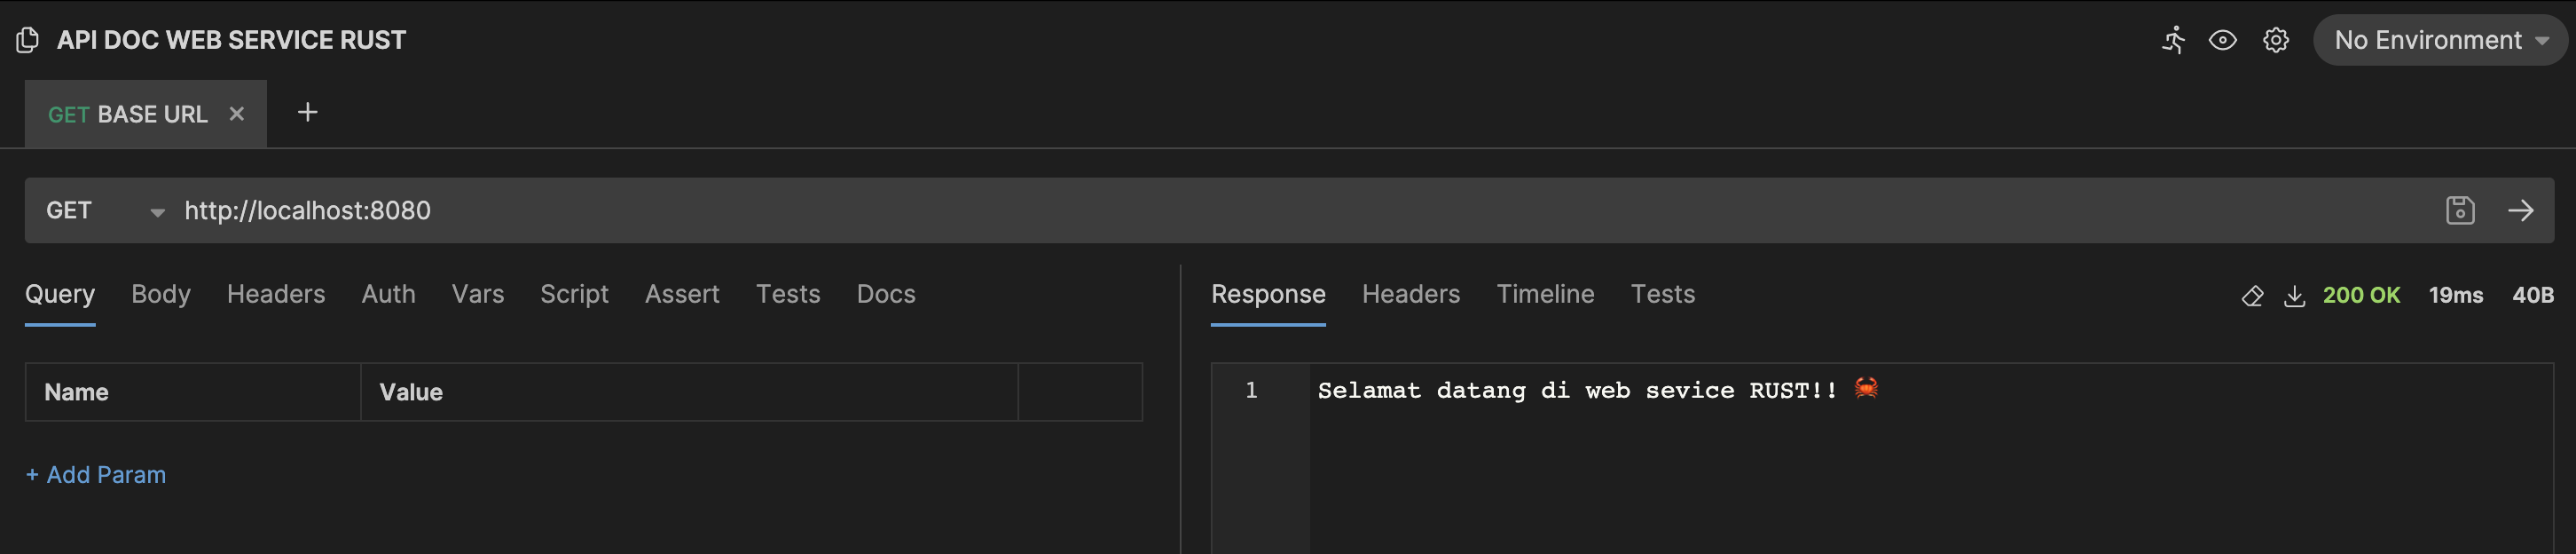 API DOC WEB SERVICE RUST
No Environment
GET BASE URL
GET http://localhost:8080
Query Body Headers Auth Vars Script Assert Tests Docs
Response Headers Timeline Tests 200 OK 19ms 40B
Name Value
+ Add Param
1 Selamat datang di web sevice RUST!! 🦀